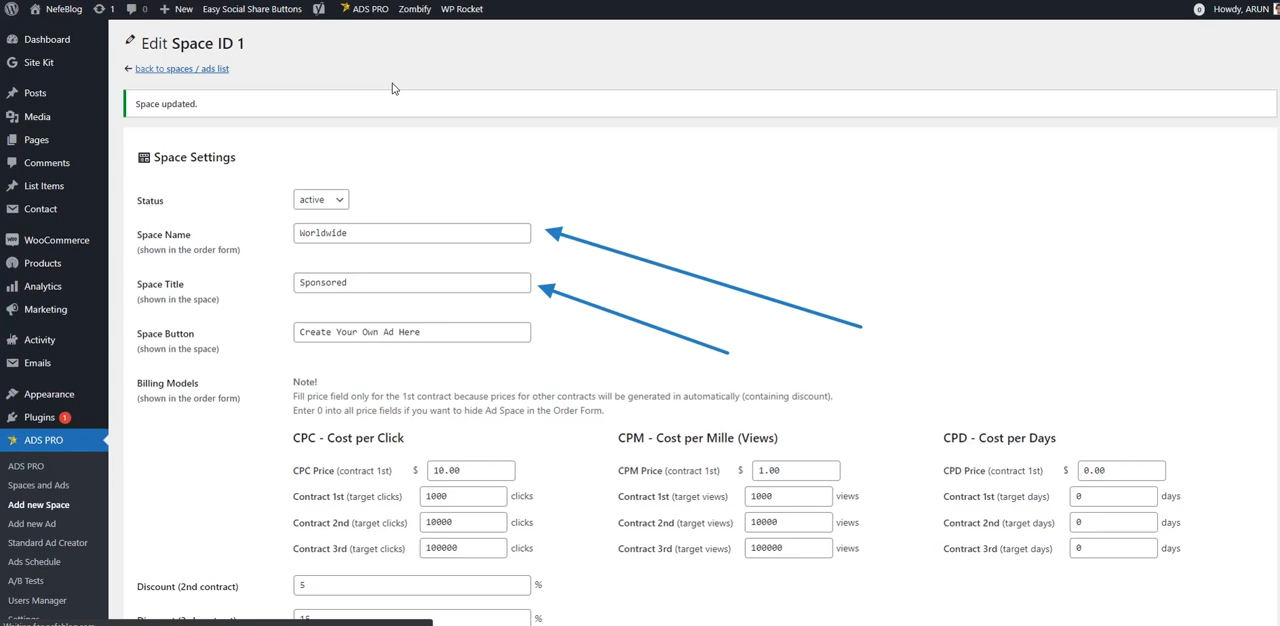 NefeBlog 1 0 New Easy Social Share Buttons ADS PRO Zombify WP Rocket 0 Howdy, ARUN
Dashboard
Site Kit
Posts
Media
Pages
Comments
List Items
Contact
WooCommerce
Products
Analytics
Marketing
Activity
Emails
Appearance
Plugins 1
ADS PRO
ADS PRO
Spaces and Ads
Add new Space
Add new Ad
Standard Ad Creator
Ads Schedule
A/B Tests
Users Manager
Edit Space ID 1
back to spaces / ads list
Space updated.
Space Settings
Status active
Space Name Worldwide
(shown in the order form)
Space Title Sponsored
(shown in the space)
Space Button Create Your Own Ad Here
(shown in the space)
Billing Models Note!
(shown in the order form) Fill price field only for the 1st contract because prices for other contracts will be generated in automatically (containing discount).
Enter 0 into all price fields if you want to hide Ad Space in the Order Form.
CPC - Cost per Click CPM - Cost per Mille (Views) CPD - Cost per Days
CPC Price (contract 1st) $ 10.00 CPM Price (contract 1st) $ 1.00 CPD Price (contract 1st) $ 0.00
Contract 1st (target clicks) 1000 clicks Contract 1st (target views) 1000 views Contract 1st (target days) 0 days
Contract 2nd (target clicks) 10000 clicks Contract 2nd (target views) 10000 views Contract 2nd (target days) 0 days
Contract 3rd (target clicks) 100000 clicks Contract 3rd (target views) 100000 views Contract 3rd (target days) 0 days
Discount (2nd contract) 5 %
%